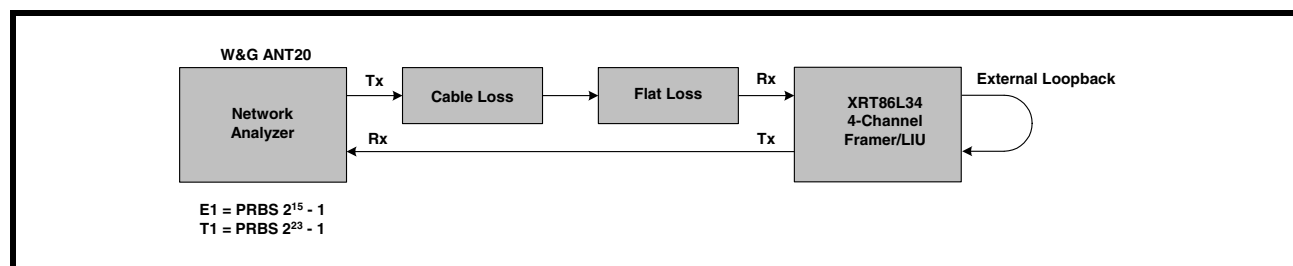 W&G ANT20
Network
Analyzer
Tx
Rx
Cable Loss
Flat Loss
Rx
Tx
XRT86L34
4-Channel
Framer/LIU
External Loopback
E1 = PRBS 2¹⁵ - 1
T1 = PRBS 2²³ - 1